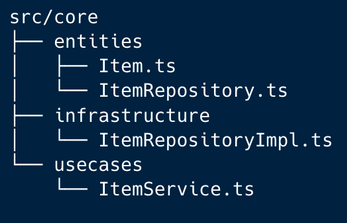 src/core
├── entities
│   ├── Item.ts
│   └── ItemRepository.ts
├── infrastructure
│   └── ItemRepositoryImpl.ts
└── usecases
    └── ItemService.ts